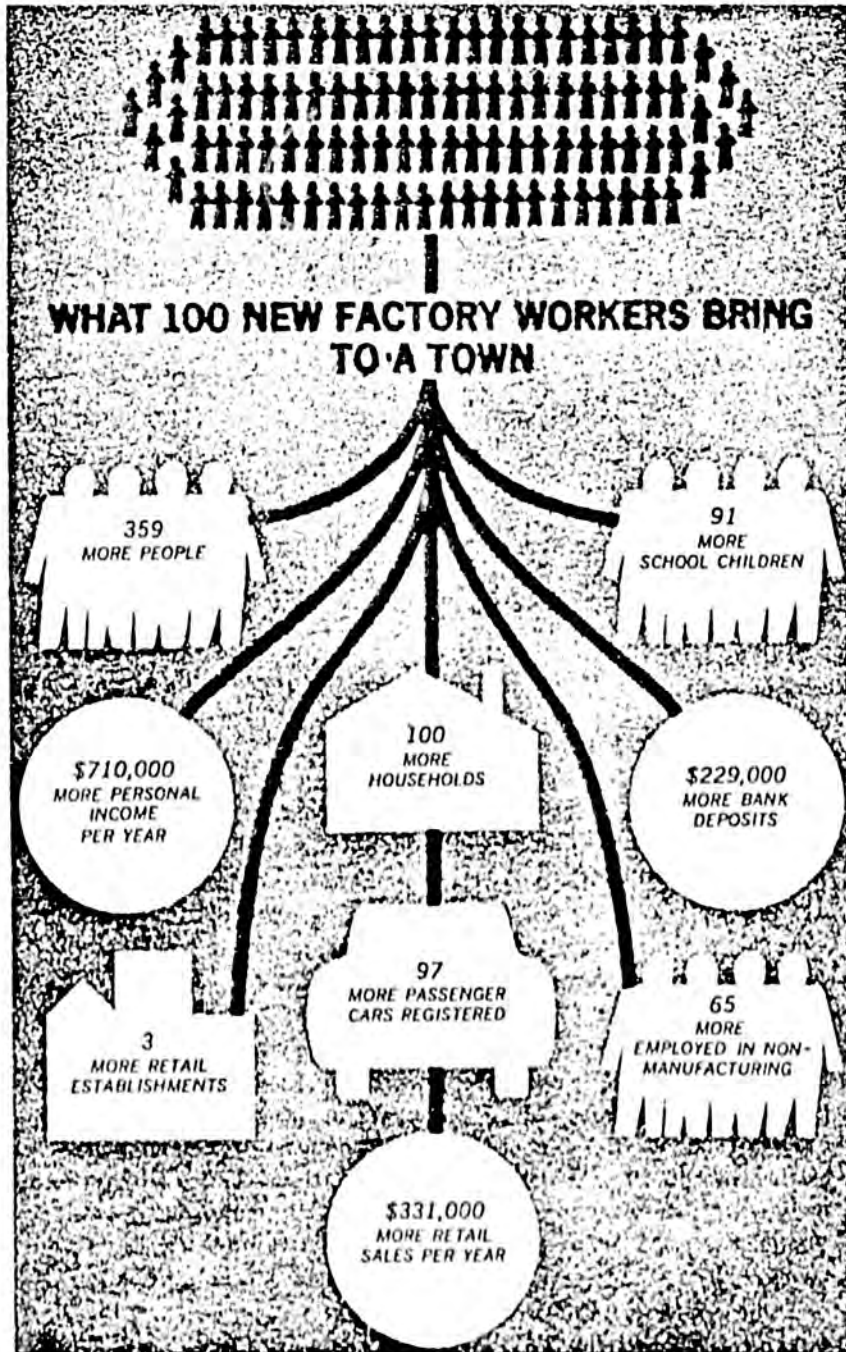 WHAT 100 NEW FACTORY WORKERS BRING
TO A TOWN
359
MORE PEOPLE
91
MORE
SCHOOL CHILDREN
$710,000
MORE PERSONAL
INCOME
PER YEAR
100
MORE
HOUSEHOLDS
$229,000
MORE BANK
DEPOSITS
3
MORE RETAIL
ESTABLISHMENTS
97
MORE PASSENGER
CARS REGISTERED
65
MORE
EMPLOYED IN NON-
MANUFACTURING
$331,000
MORE RETAIL
SALES PER YEAR